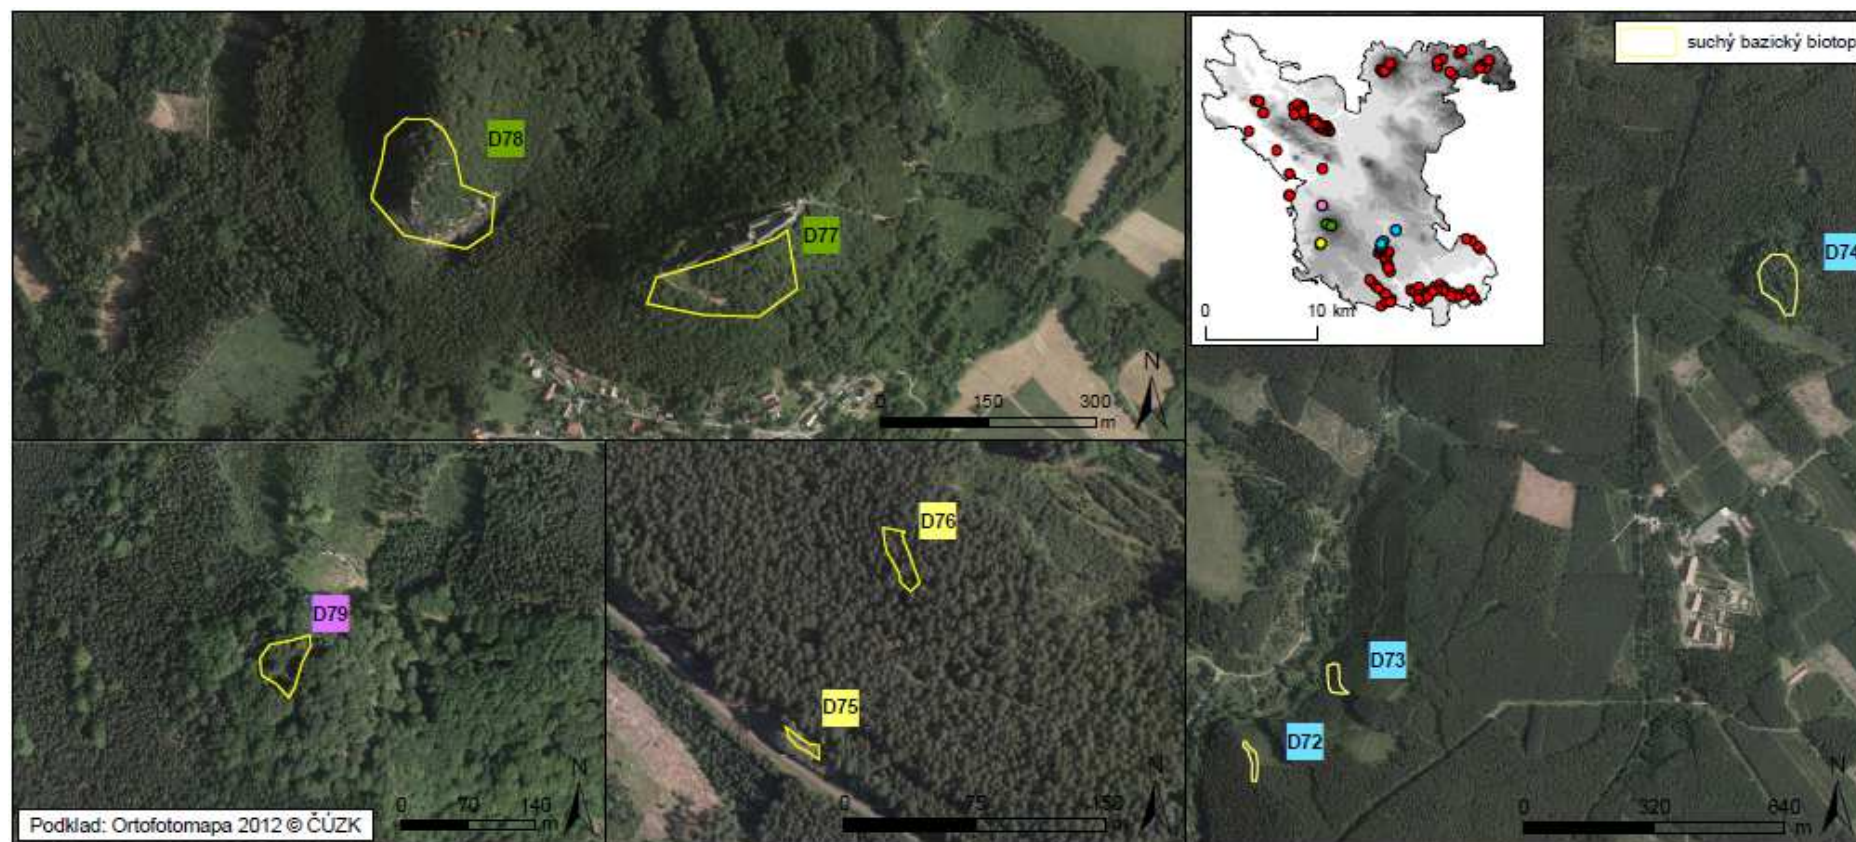 D78
D77
N
0 150 300
m
0 10 km
suchý bazický biotop
D74
D79
N
0 70 140
m
Podklad: Ortofotomapa 2012 © ČÚZK
D76
D75
N
0 75 150
m
D73
D72
N
0 320 640
m